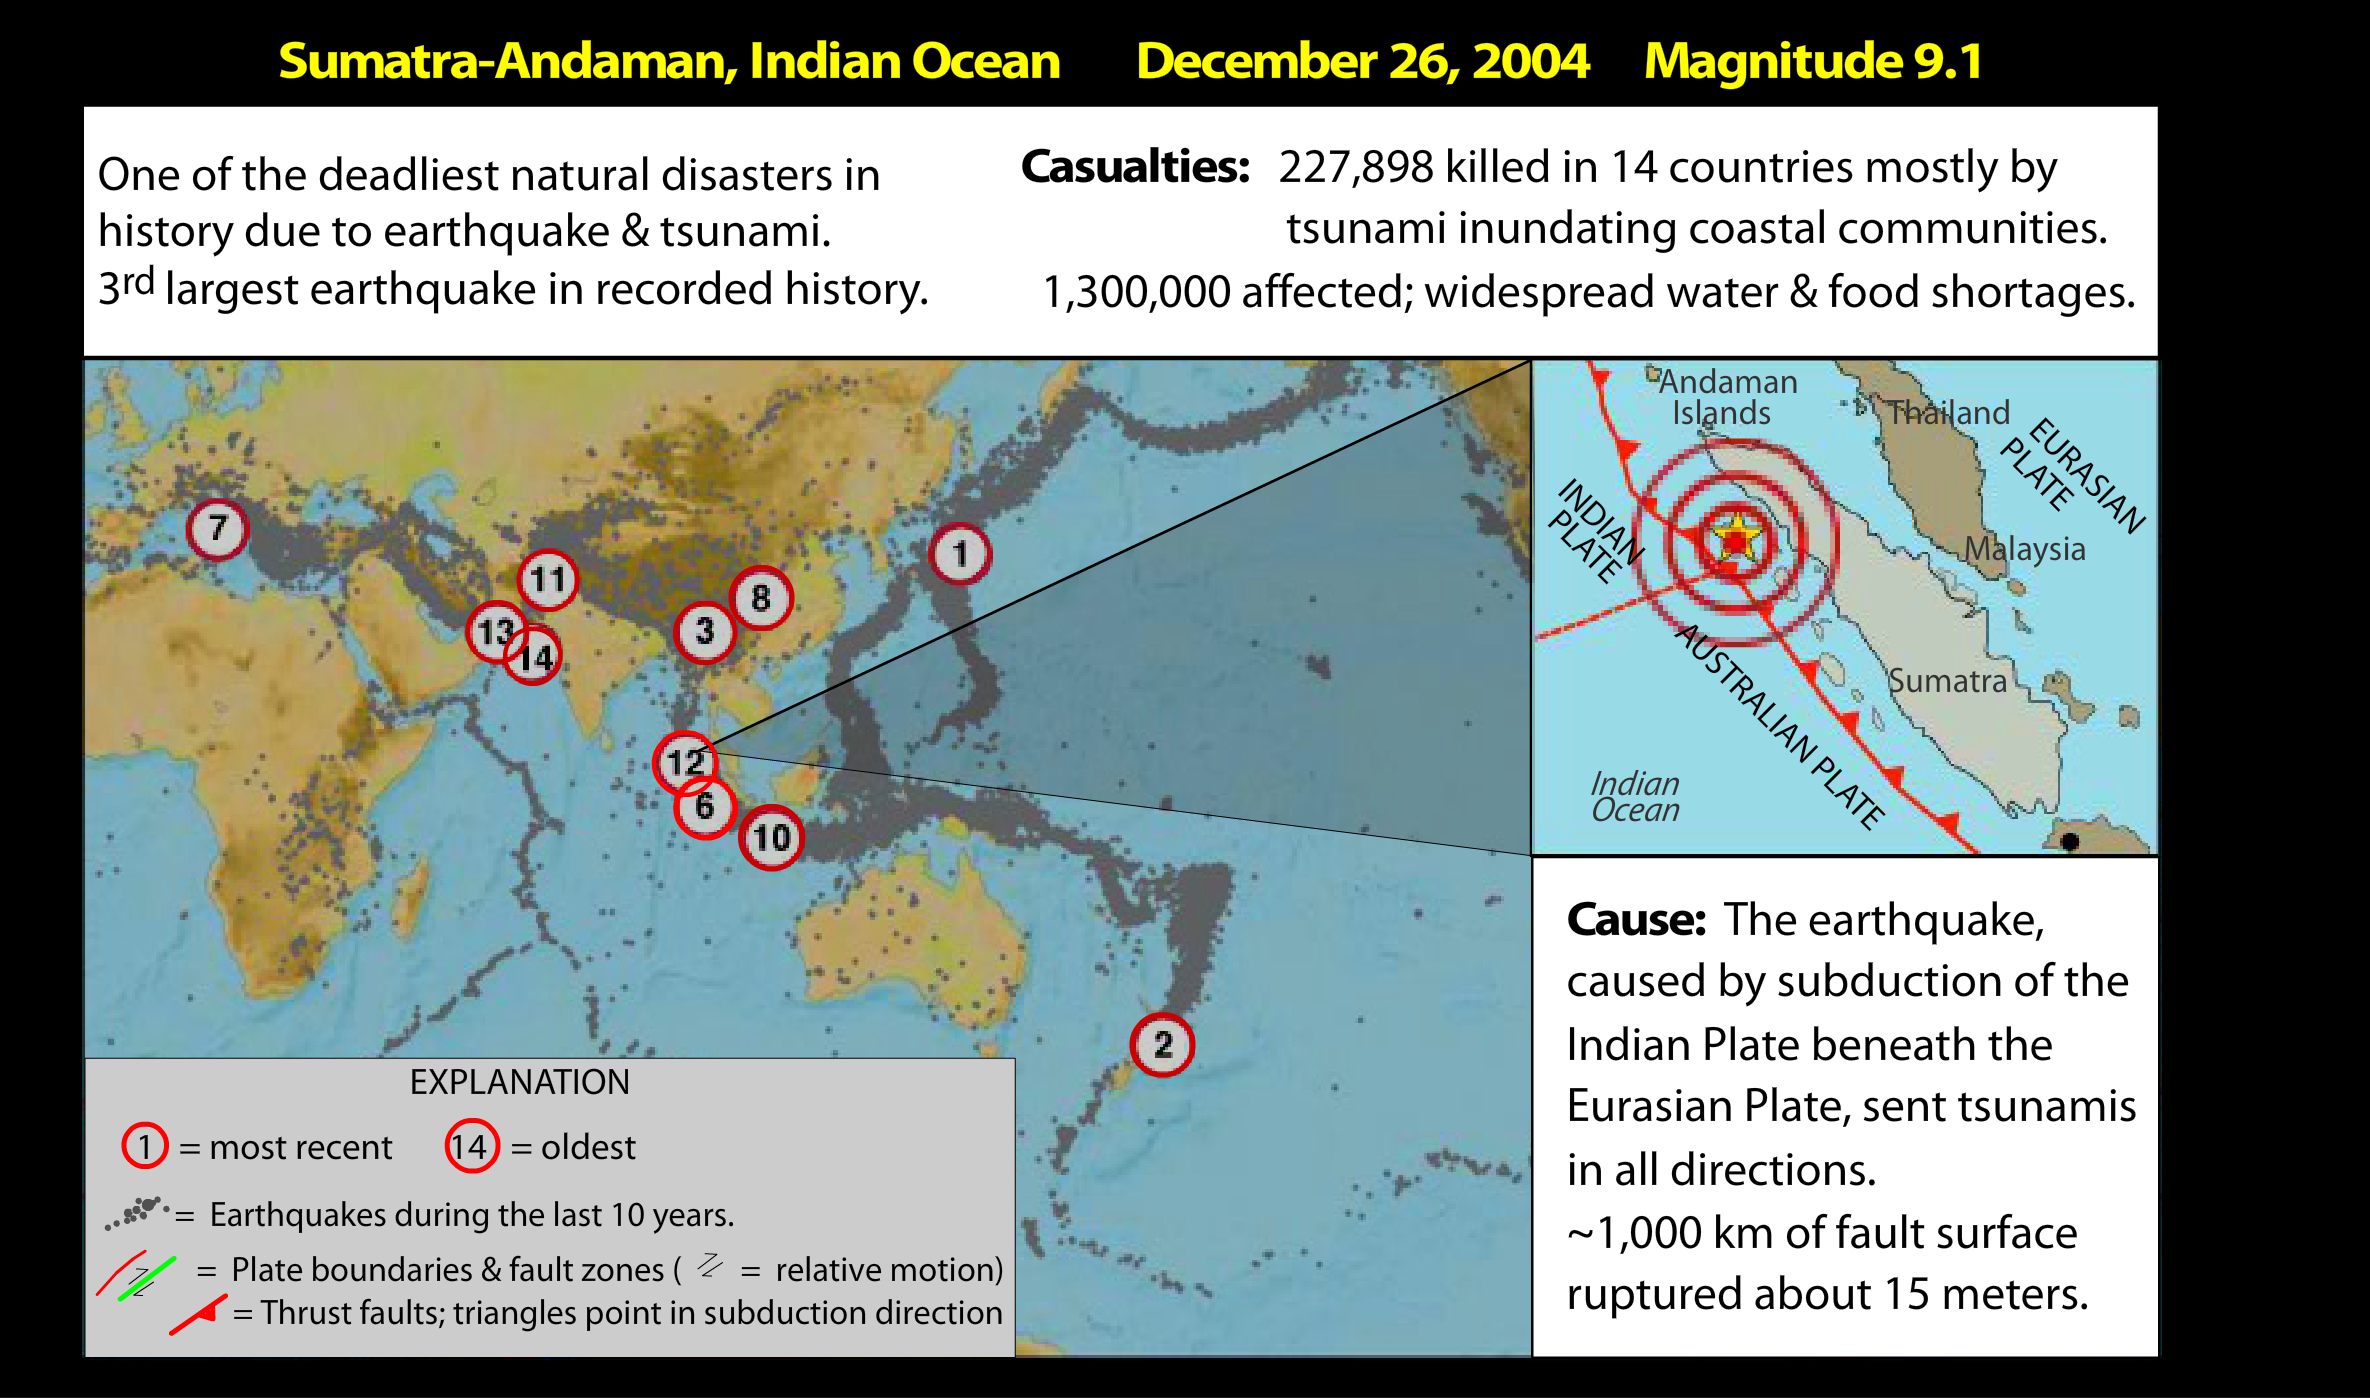 Sumatra-Andaman, Indian Ocean December 26, 2004 Magnitude 9.1
One of the deadliest natural disasters in
history due to earthquake & tsunami.
3rd largest earthquake in recorded history.
Casualties: 227,898 killed in 14 countries mostly by
tsunami inundating coastal communities.
1,300,000 affected; widespread water & food shortages.
7
11
13
14
3
8
1
12
6
10
2
Andaman
Islands
Thailand
EURASIAN
PLATE
INDIAN
PLATE
Malaysia
AUSTRALIAN PLATE
Sumatra
Indian
Ocean
EXPLANATION
1 = most recent 14 = oldest
= Earthquakes during the last 10 years.
= Plate boundaries & fault zones ( = relative motion)
= Thrust faults; triangles point in subduction direction
Cause: The earthquake,
caused by subduction of the
Indian Plate beneath the
Eurasian Plate, sent tsunamis
in all directions.
~1,000 km of fault surface
ruptured about 15 meters.